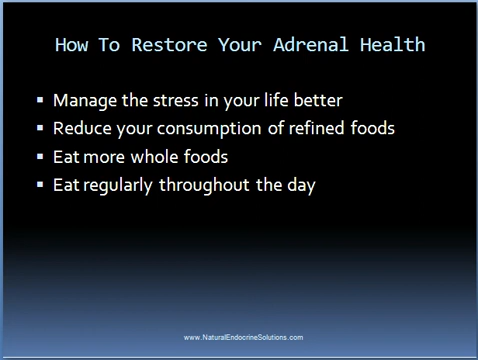 How To Restore Your Adrenal Health
▪ Manage the stress in your life better
▪ Reduce your consumption of refined foods
▪ Eat more whole foods
▪ Eat regularly throughout the day
www.NaturalEndocrineSolutions.com